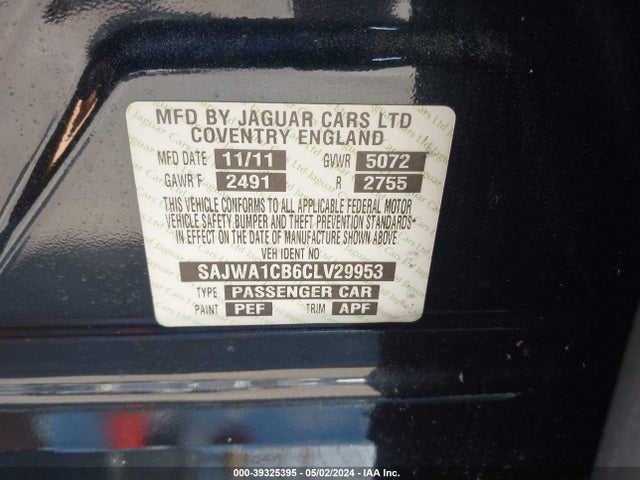 MFD BY JAGUAR CARS LTD
COVENTRY ENGLAND
MFD DATE 11/11 GVWR 5072
GAWR F 2491 R 2755
THIS VEHICLE CONFORMS TO ALL APPLICABLE FEDERAL MOTOR
VEHICLE SAFETY, BUMPER AND THEFT PREVENTION STANDARDS
IN EFFECT ON DATE OF MANUFACTURE SHOWN ABOVE
VEH IDENT NO:
SAJWA1CB6CLV29953
TYPE PASSENGER CAR
PAINT PEF TRIM APF
000-39325395 - 05/02/2024 - IAA Inc.